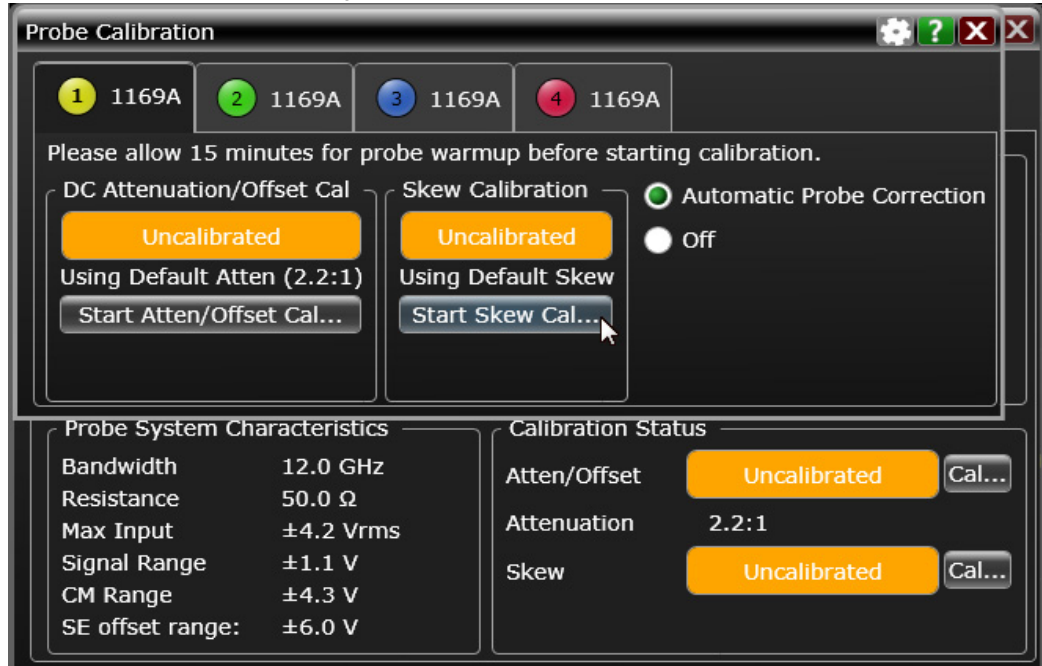 Probe Calibration ? X X
1 1169A 2 1169A 3 1169A 4 1169A
Please allow 15 minutes for probe warmup before starting calibration.
DC Attenuation/Offset Cal
Uncalibrated
Using Default Atten (2.2:1)
Start Atten/Offset Cal...
Skew Calibration
Uncalibrated
Using Default Skew
Start Skew Cal...
Automatic Probe Correction
Off
Probe System Characteristics
Bandwidth 12.0 GHz
Resistance 50.0 Ω
Max Input ±4.2 Vrms
Signal Range ±1.1 V
CM Range ±4.3 V
SE offset range: ±6.0 V
Calibration Status
Atten/Offset Uncalibrated Cal...
Attenuation 2.2:1
Skew Uncalibrated Cal...